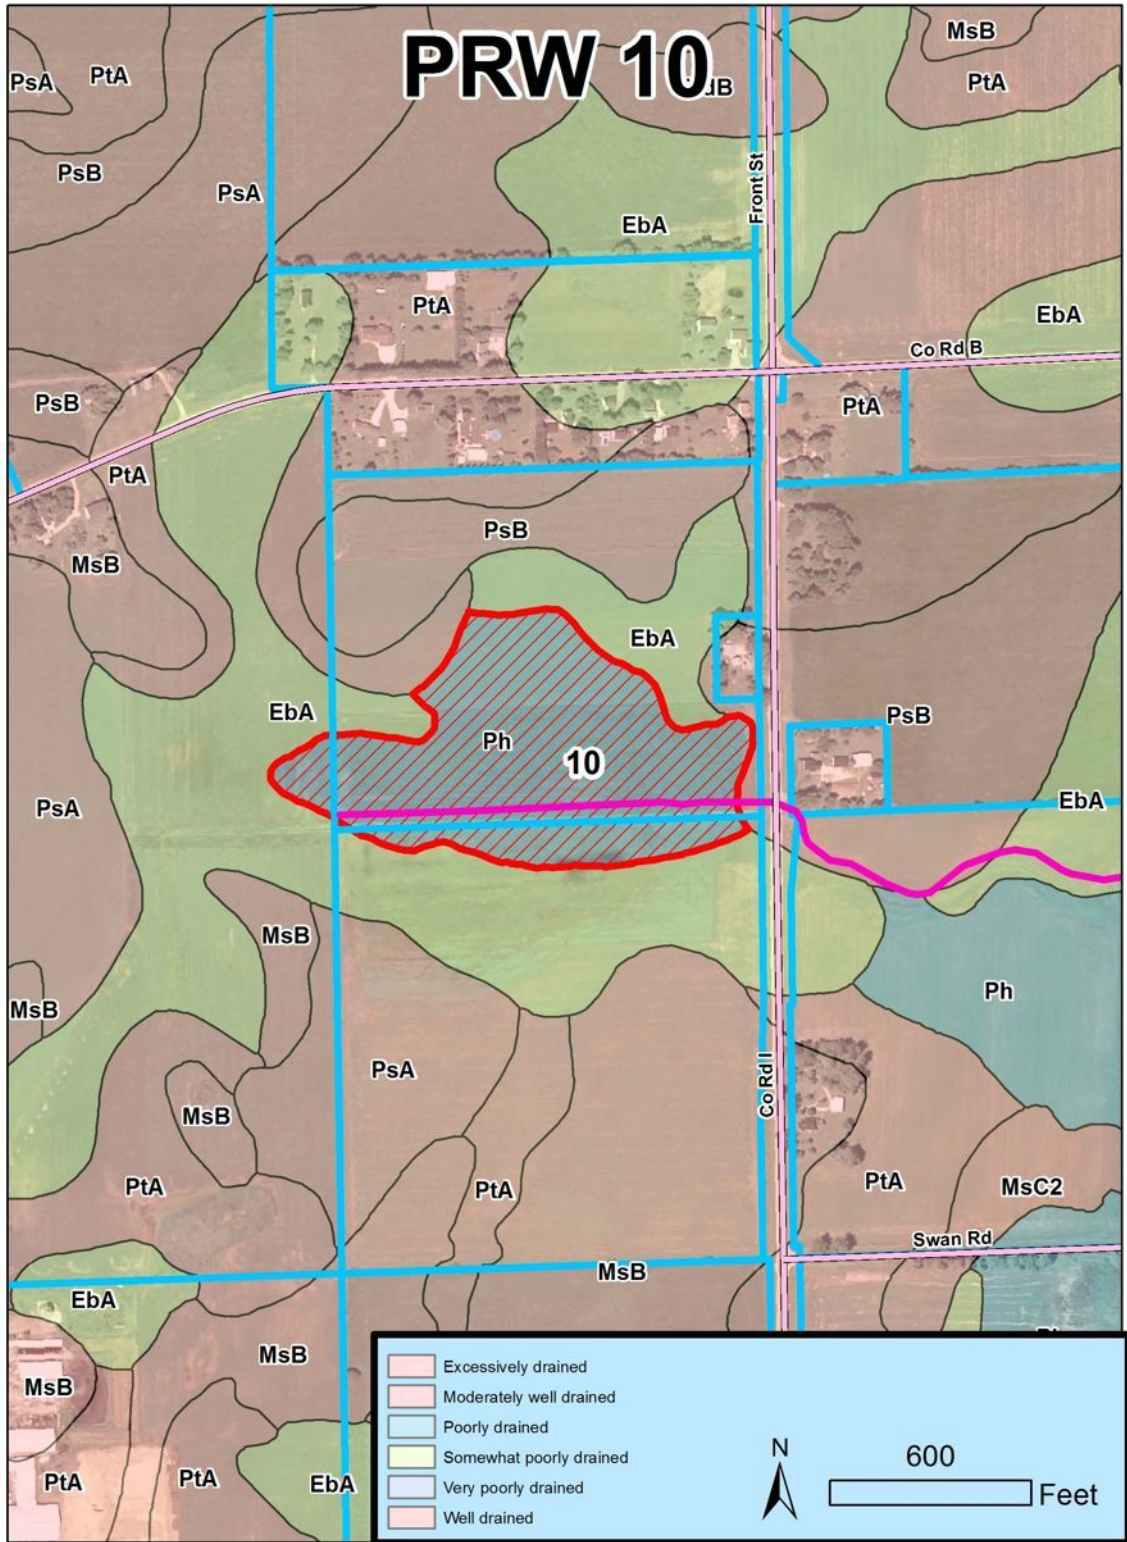 PRW 10
MsB
PsA
PtA
PtA
dB
PsB
PsA
Front St
EbA
PtA
EbA
Co Rd B
PsB
PtA
PtA
PsB
MsB
EbA
EbA
PsB
Ph
10
PsA
EbA
MsB
Ph
MsB
PsA
Co Rd I
MsB
PtA
PtA
PtA
MsC2
Swan Rd
MsB
EbA
MsB
MsB
PtA
PtA
EbA
Excessively drained
Moderately well drained
Poorly drained
Somewhat poorly drained
Very poorly drained
Well drained
N
600
Feet